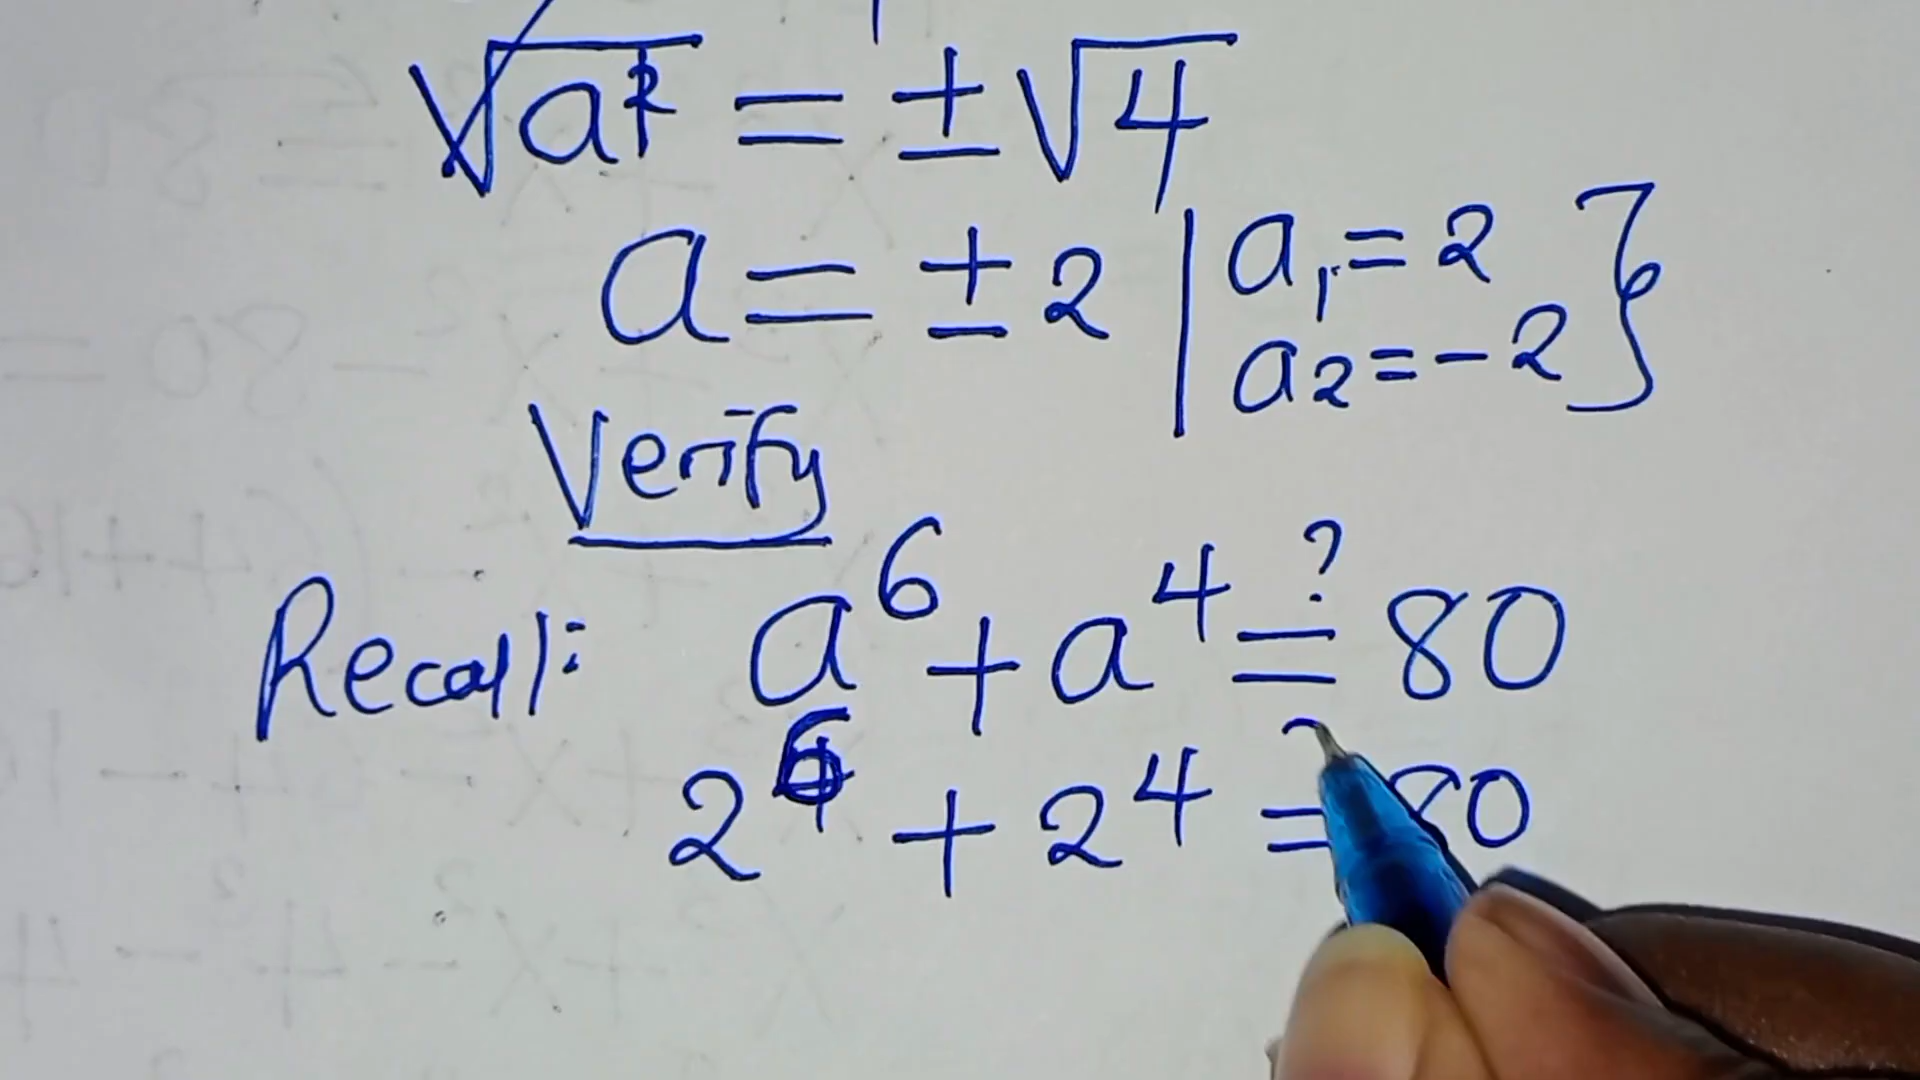 √a² = ±√4
a = ±2 | a₁ = 2 }
a₂ = -2
Verify
Recall: a⁶ + a⁴ ≟ 80
2⁶ + 2⁴ = 80